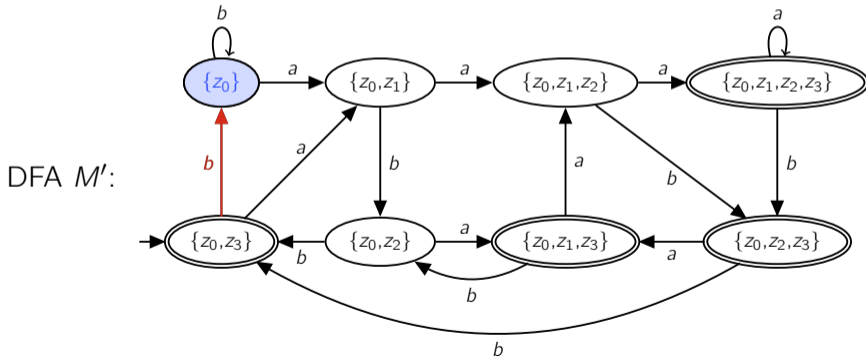 b
a
{z₀}
a
{z₀,z₁}
a
{z₀,z₁,z₂}
a
{z₀,z₁,z₂,z₃}
b
a
b
a
b
b
DFA M′:
{z₀,z₃}
b
{z₀,z₂}
a
{z₀,z₁,z₃}
a
{z₀,z₂,z₃}
b
b